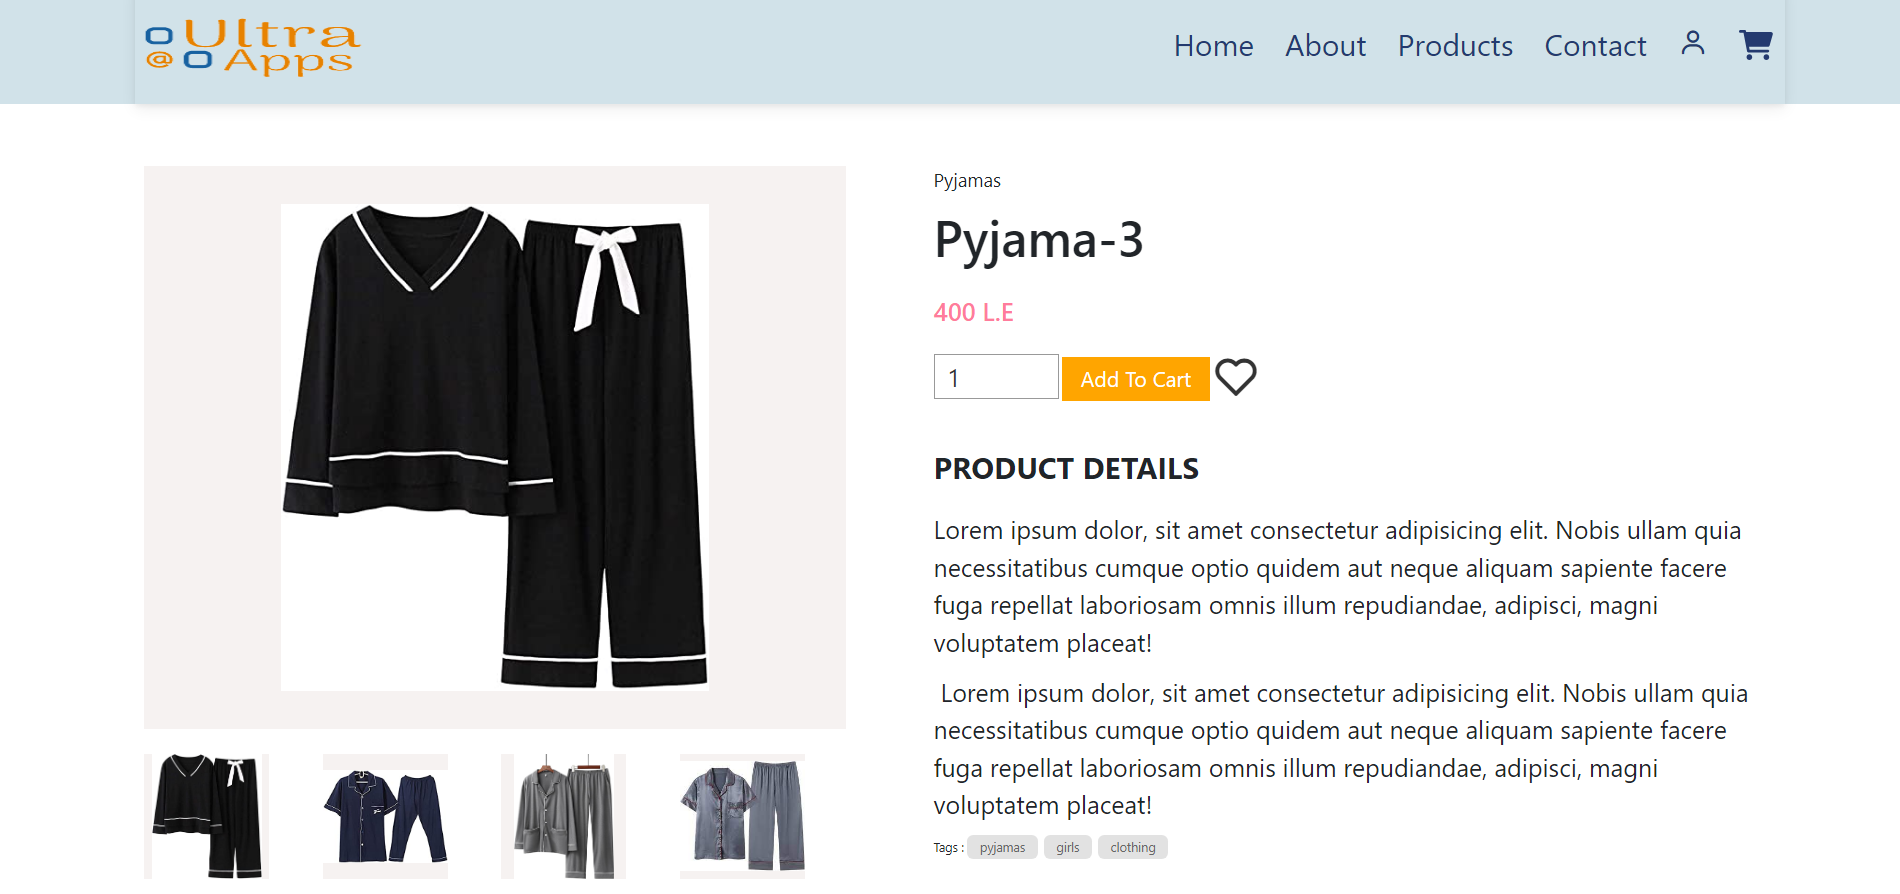 Ultra
@ Apps
Home About Products Contact
Pyjamas
Pyjama-3
400 L.E
1 Add To Cart
PRODUCT DETAILS
Lorem ipsum dolor, sit amet consectetur adipisicing elit. Nobis ullam quia
necessitatibus cumque optio quidem aut neque aliquam sapiente facere
fuga repellat laboriosam omnis illum repudiandae, adipisci, magni
voluptatem placeat!
Lorem ipsum dolor, sit amet consectetur adipisicing elit. Nobis ullam quia
necessitatibus cumque optio quidem aut neque aliquam sapiente facere
fuga repellat laboriosam omnis illum repudiandae, adipisci, magni
voluptatem placeat!
Tags : pyjamas girls clothing